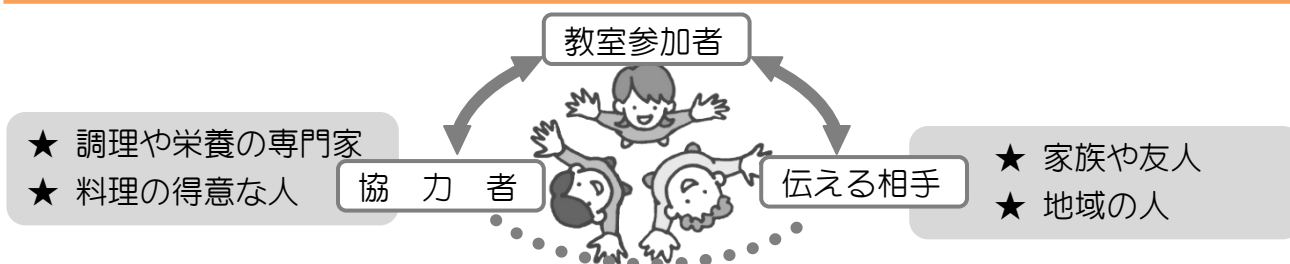 教室参加者
★ 調理や栄養の専門家
★ 料理の得意な人
協 力 者
伝える相手
★ 家族や友人
★ 地域の人